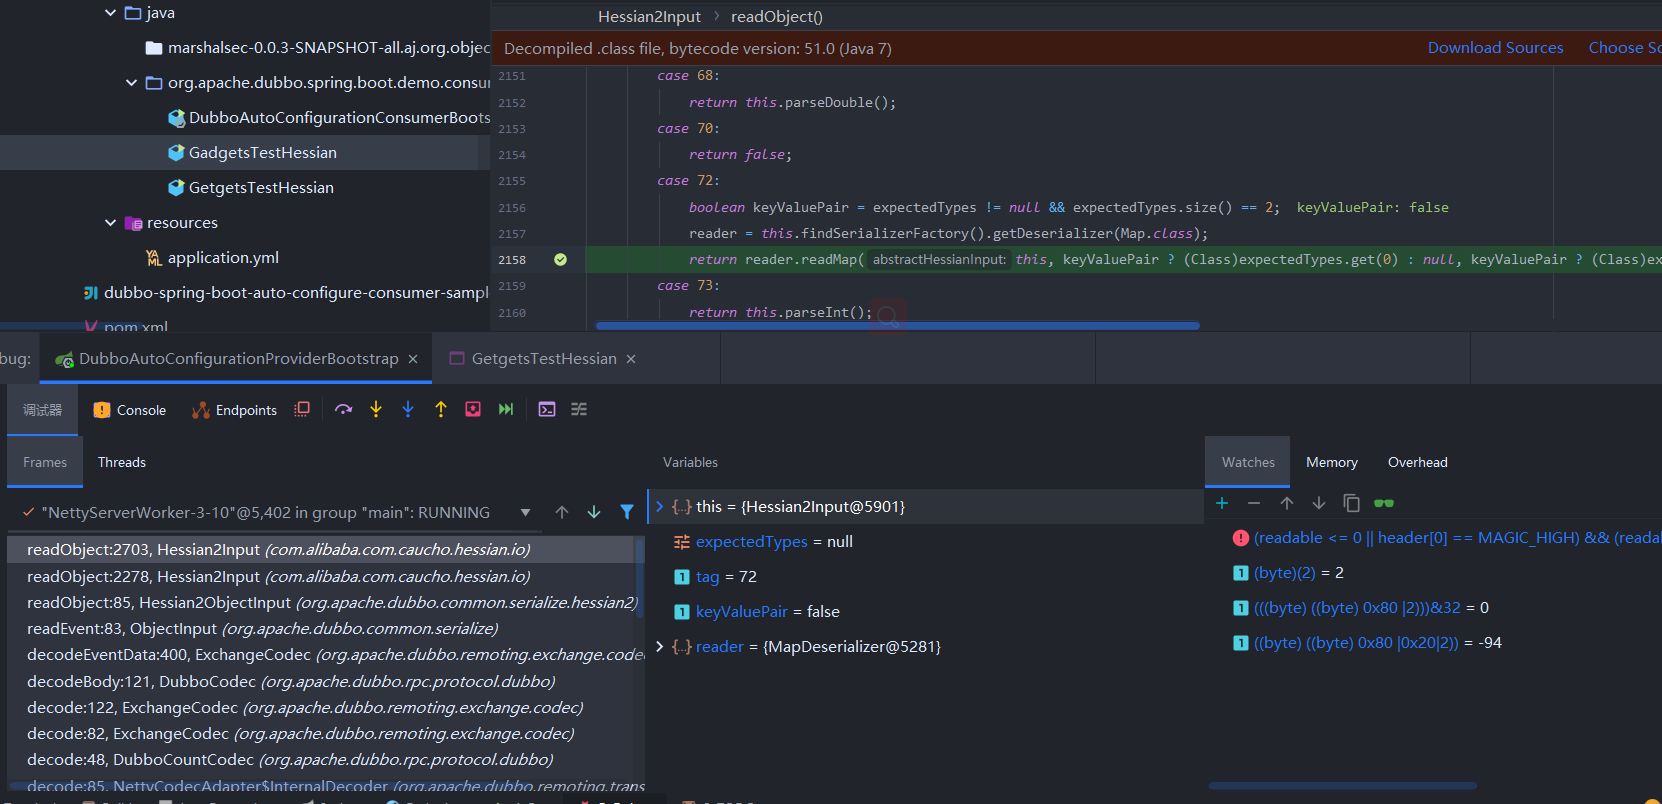 java
marshalsec-0.0.3-SNAPSHOT-all.aj.org.objec
org.apache.dubbo.spring.boot.demo.consu
DubboAutoConfigurationConsumerBoots
GadgetsTestHessian
GetgetsTestHessian
resources
application.yml
dubbo-spring-boot-auto-configure-consumer-sampl
pom.xml
Hessian2Input > readObject()
Decompiled .class file, bytecode version: 51.0 (Java 7) Download Sources Choose So
2151 case 68:
2152 return this.parseDouble();
2153 case 70:
2154 return false;
2155 case 72:
2156 boolean keyValuePair = expectedTypes != null && expectedTypes.size() == 2; keyValuePair: false
2157 reader = this.findSerializerFactory().getDeserializer(Map.class);
2158 return reader.readMap( abstractHessianInput: this, keyValuePair ? (Class)expectedTypes.get(0) : null, keyValuePair ? (Class)ex
2159 case 73:
2160 return this.parseInt();
bug: DubboAutoConfigurationProviderBootstrap × GetgetsTestHessian ×
调试器 Console Endpoints
Frames Threads
"NettyServerWorker-3-10"@5,402 in group "main": RUNNING
readObject:2703, Hessian2Input (com.alibaba.com.caucho.hessian.io)
readObject:2278, Hessian2Input (com.alibaba.com.caucho.hessian.io)
readObject:85, Hessian2ObjectInput (org.apache.dubbo.common.serialize.hessian2)
readEvent:83, ObjectInput (org.apache.dubbo.common.serialize)
decodeEventData:400, ExchangeCodec (org.apache.dubbo.remoting.exchange.codec
decodeBody:121, DubboCodec (org.apache.dubbo.rpc.protocol.dubbo)
decode:122, ExchangeCodec (org.apache.dubbo.remoting.exchange.codec)
decode:82, ExchangeCodec (org.apache.dubbo.remoting.exchange.codec)
decode:48, DubboCountCodec (org.apache.dubbo.rpc.protocol.dubbo)
decode:85, NettyCodecAdapter$InternalDecoder (org.apache.dubbo.remoting.trans
Variables
this = {Hessian2Input@5901}
expectedTypes = null
tag = 72
keyValuePair = false
reader = {MapDeserializer@5281}
Watches Memory Overhead
(readable <= 0 || header[0] == MAGIC_HIGH) && (reada
(byte)(2) = 2
(((byte) ((byte) 0x80 |2)))&32 = 0
((byte) ((byte) 0x80 |0x20|2)) = -94